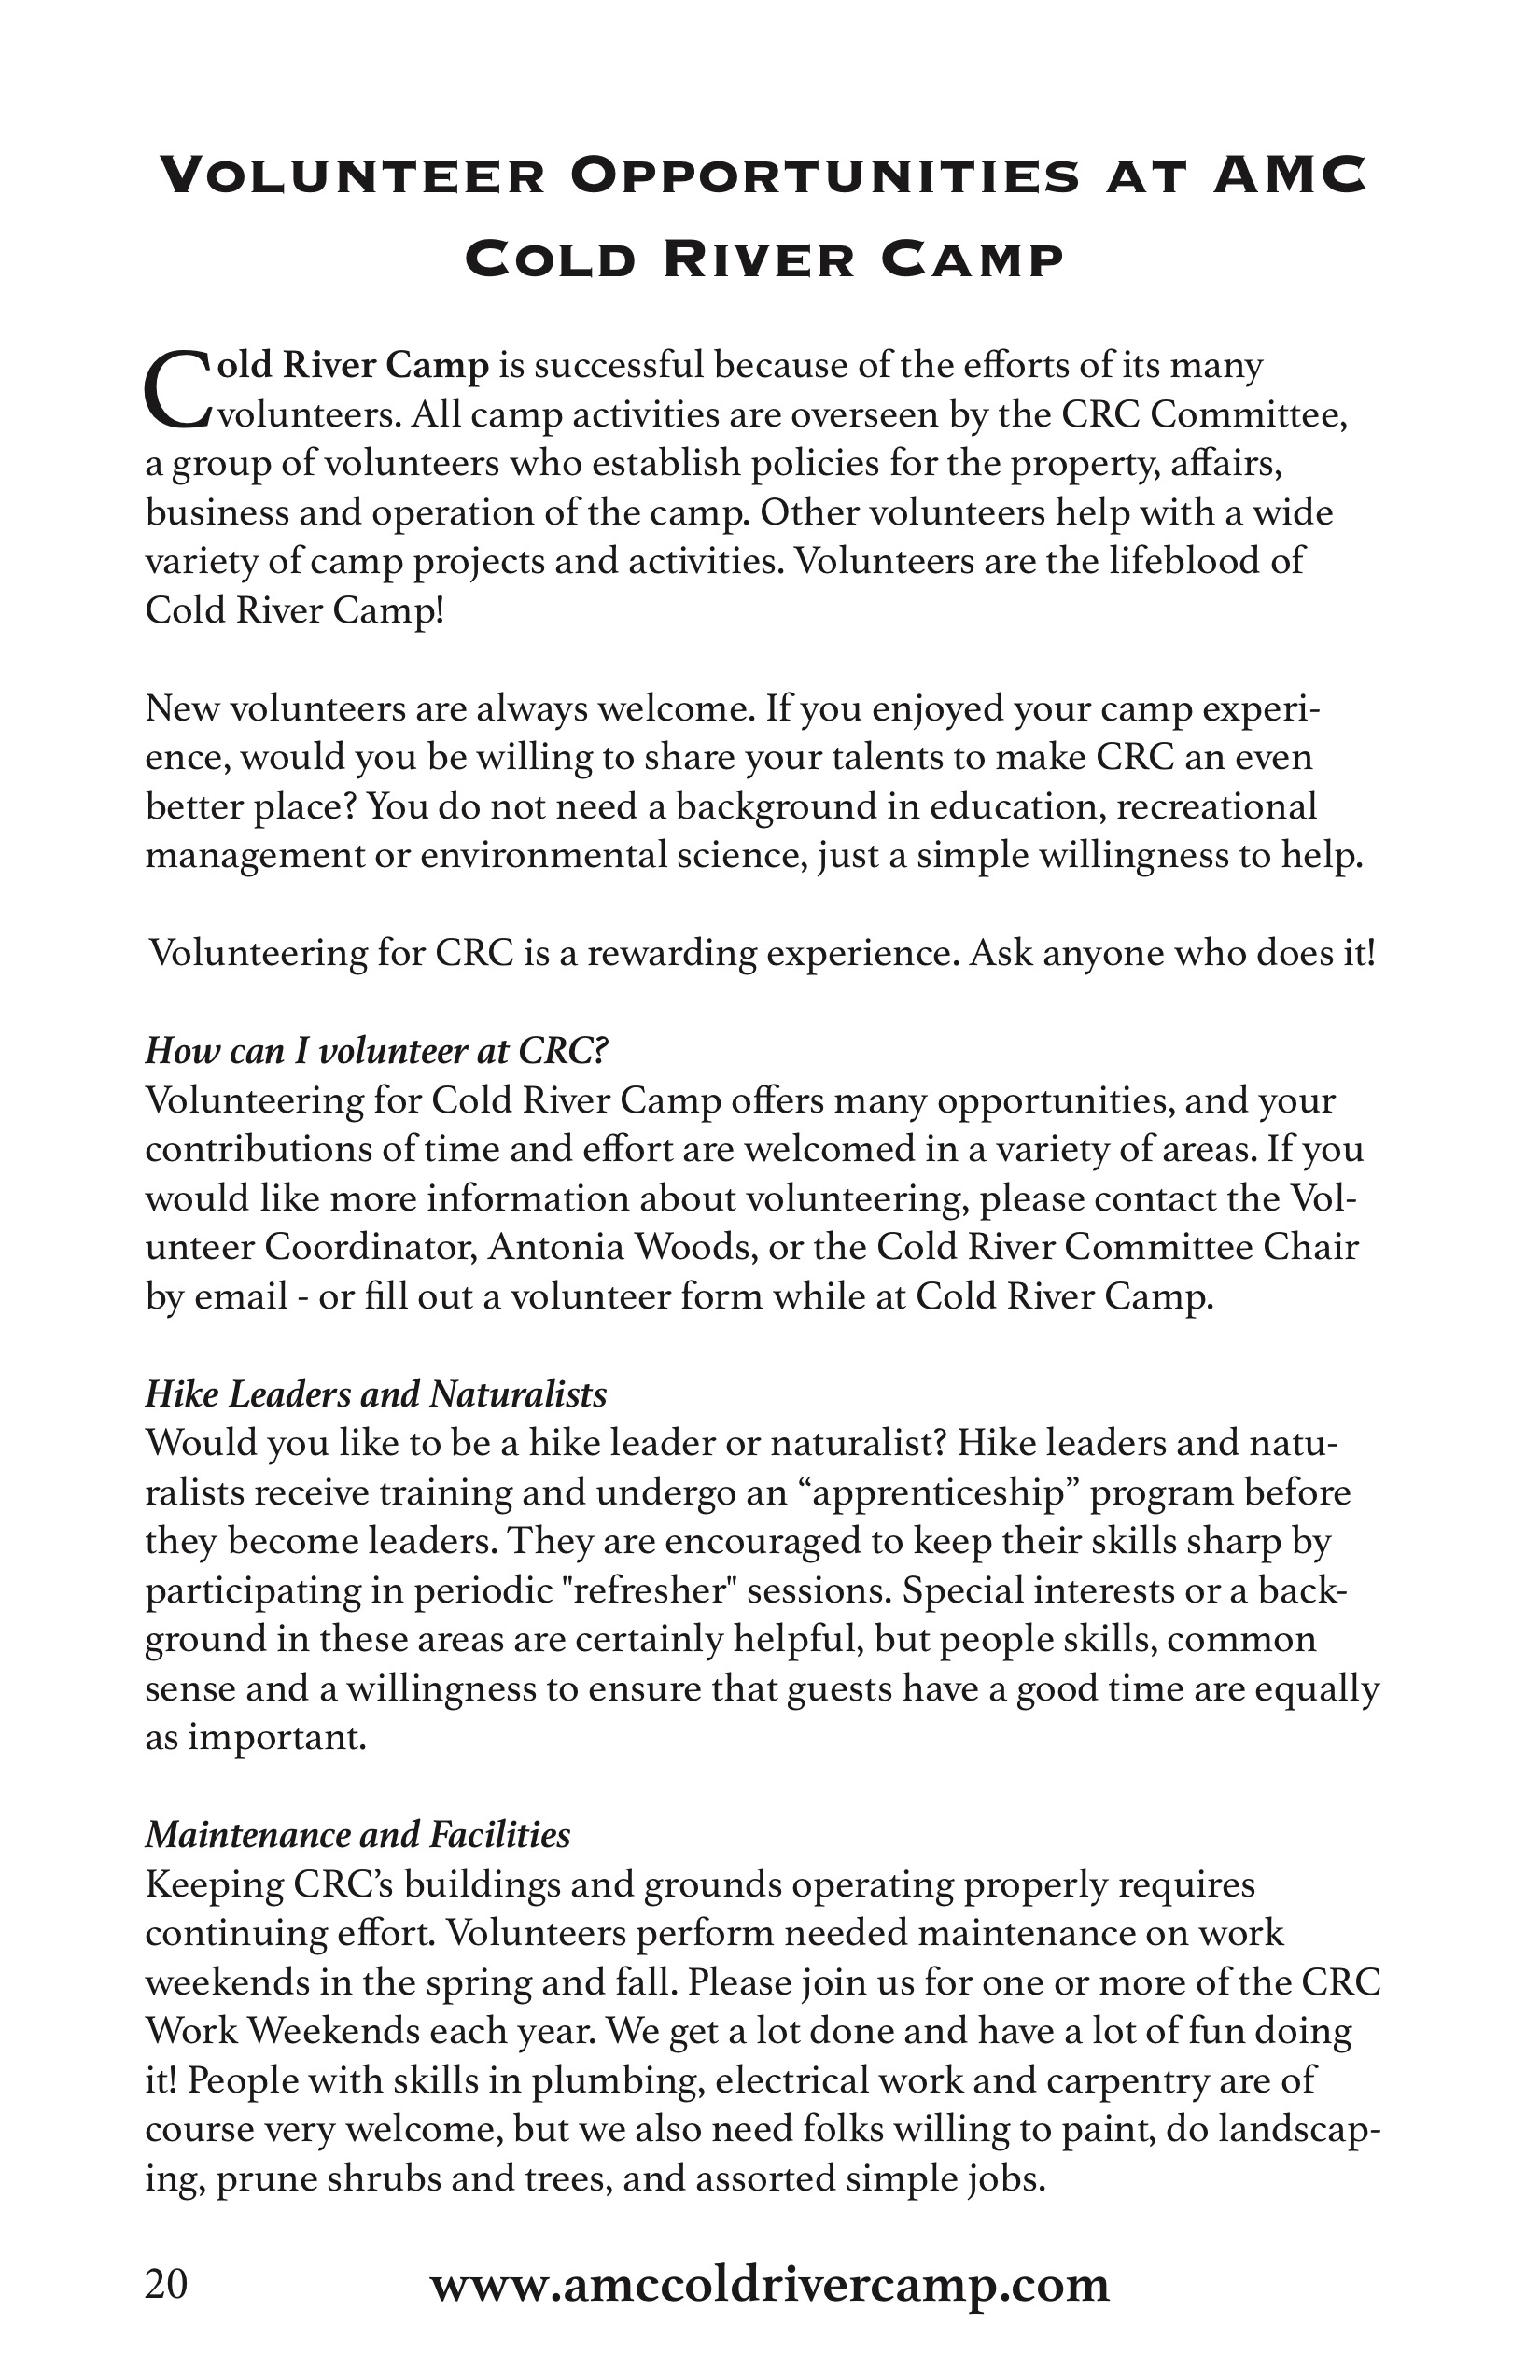 Volunteer Opportunities at AMC
Cold River Camp
Cold River Camp is successful because of the efforts of its many
volunteers. All camp activities are overseen by the CRC Committee,
a group of volunteers who establish policies for the property, affairs,
business and operation of the camp. Other volunteers help with a wide
variety of camp projects and activities. Volunteers are the lifeblood of
Cold River Camp!
New volunteers are always welcome. If you enjoyed your camp experi-
ence, would you be willing to share your talents to make CRC an even
better place? You do not need a background in education, recreational
management or environmental science, just a simple willingness to help.
Volunteering for CRC is a rewarding experience. Ask anyone who does it!
How can I volunteer at CRC?
Volunteering for Cold River Camp offers many opportunities, and your
contributions of time and effort are welcomed in a variety of areas. If you
would like more information about volunteering, please contact the Vol-
unteer Coordinator, Antonia Woods, or the Cold River Committee Chair
by email - or fill out a volunteer form while at Cold River Camp.
Hike Leaders and Naturalists
Would you like to be a hike leader or naturalist? Hike leaders and natu-
ralists receive training and undergo an “apprenticeship” program before
they become leaders. They are encouraged to keep their skills sharp by
participating in periodic "refresher" sessions. Special interests or a back-
ground in these areas are certainly helpful, but people skills, common
sense and a willingness to ensure that guests have a good time are equally
as important.
Maintenance and Facilities
Keeping CRC’s buildings and grounds operating properly requires
continuing effort. Volunteers perform needed maintenance on work
weekends in the spring and fall. Please join us for one or more of the CRC
Work Weekends each year. We get a lot done and have a lot of fun doing
it! People with skills in plumbing, electrical work and carpentry are of
course very welcome, but we also need folks willing to paint, do landscap-
ing, prune shrubs and trees, and assorted simple jobs.
20 www.amccoldrivercamp.com